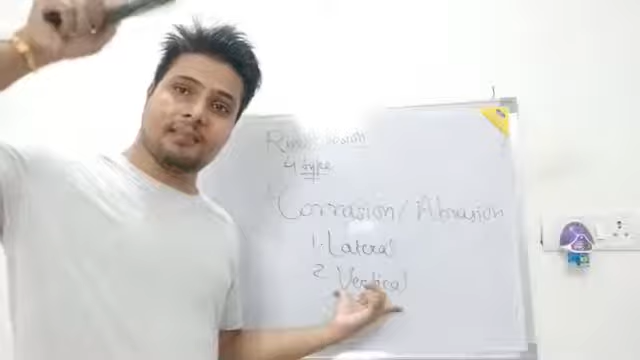 4 type
Corrasion/Abrasion
1. Lateral
2 Vertical